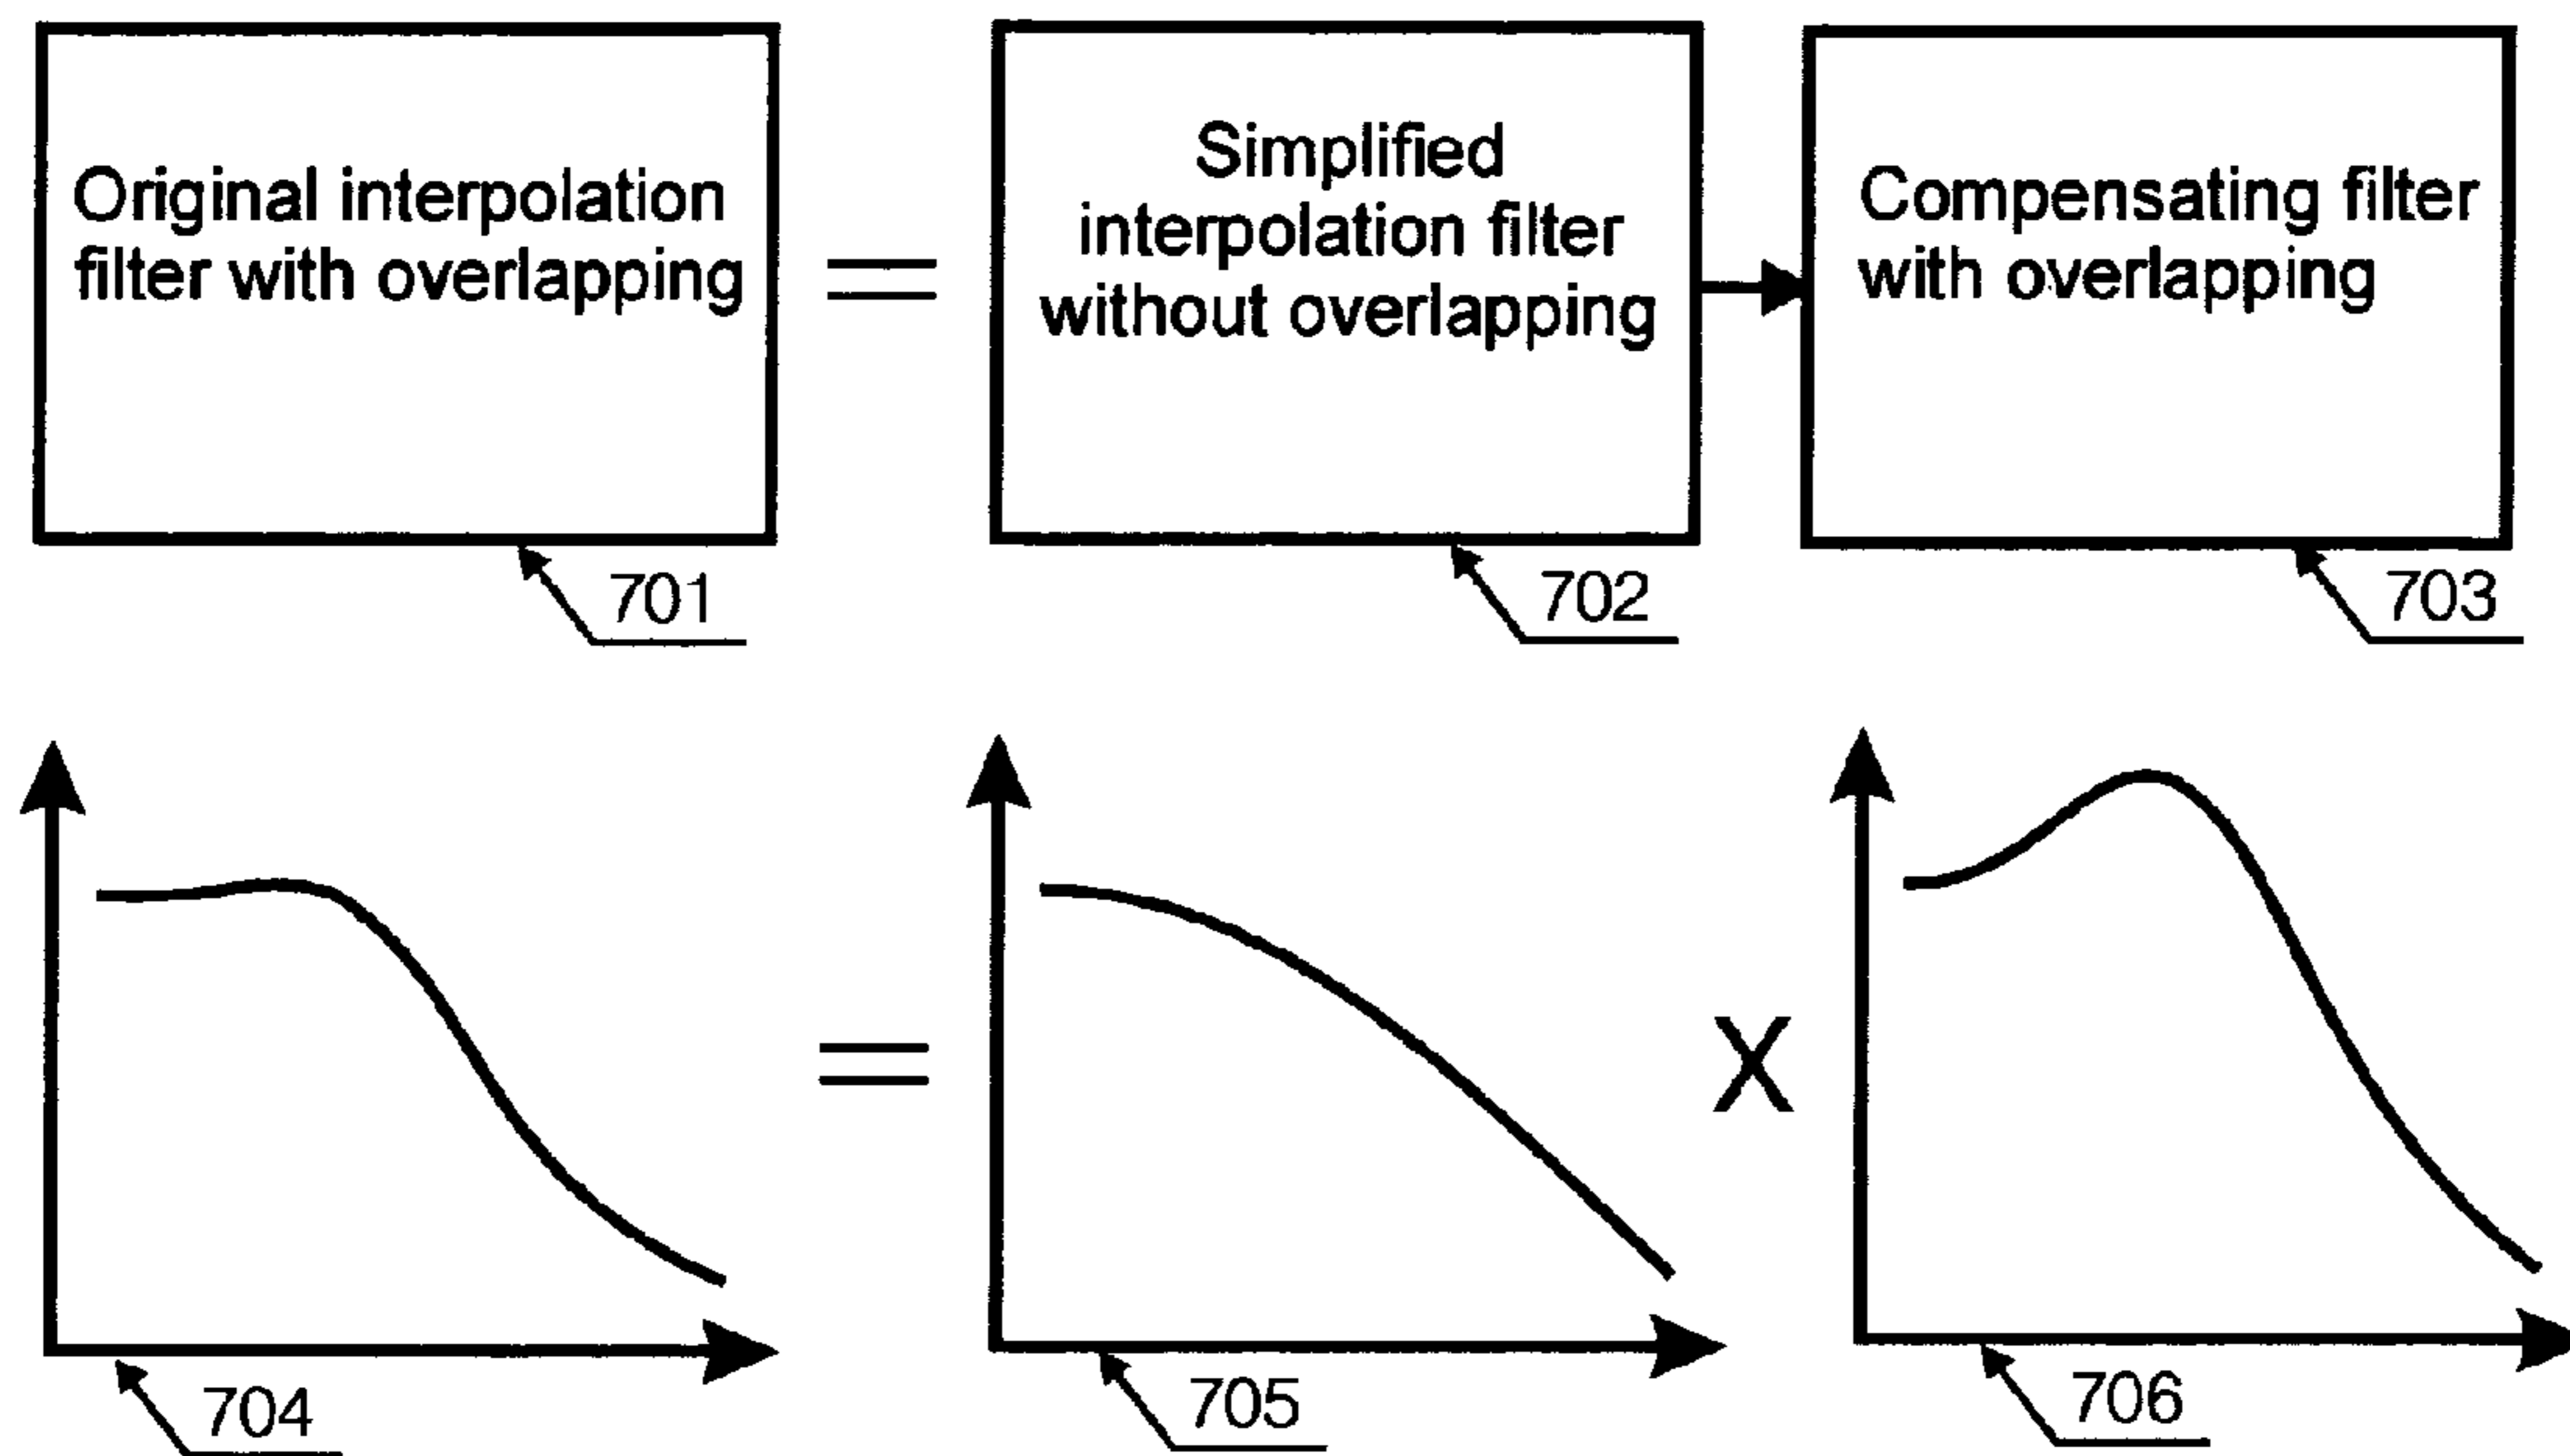 Original interpolation
filter with overlapping
=
Simplified
interpolation filter
without overlapping
Compensating filter
with overlapping
701
702
703
=
X
704
705
706